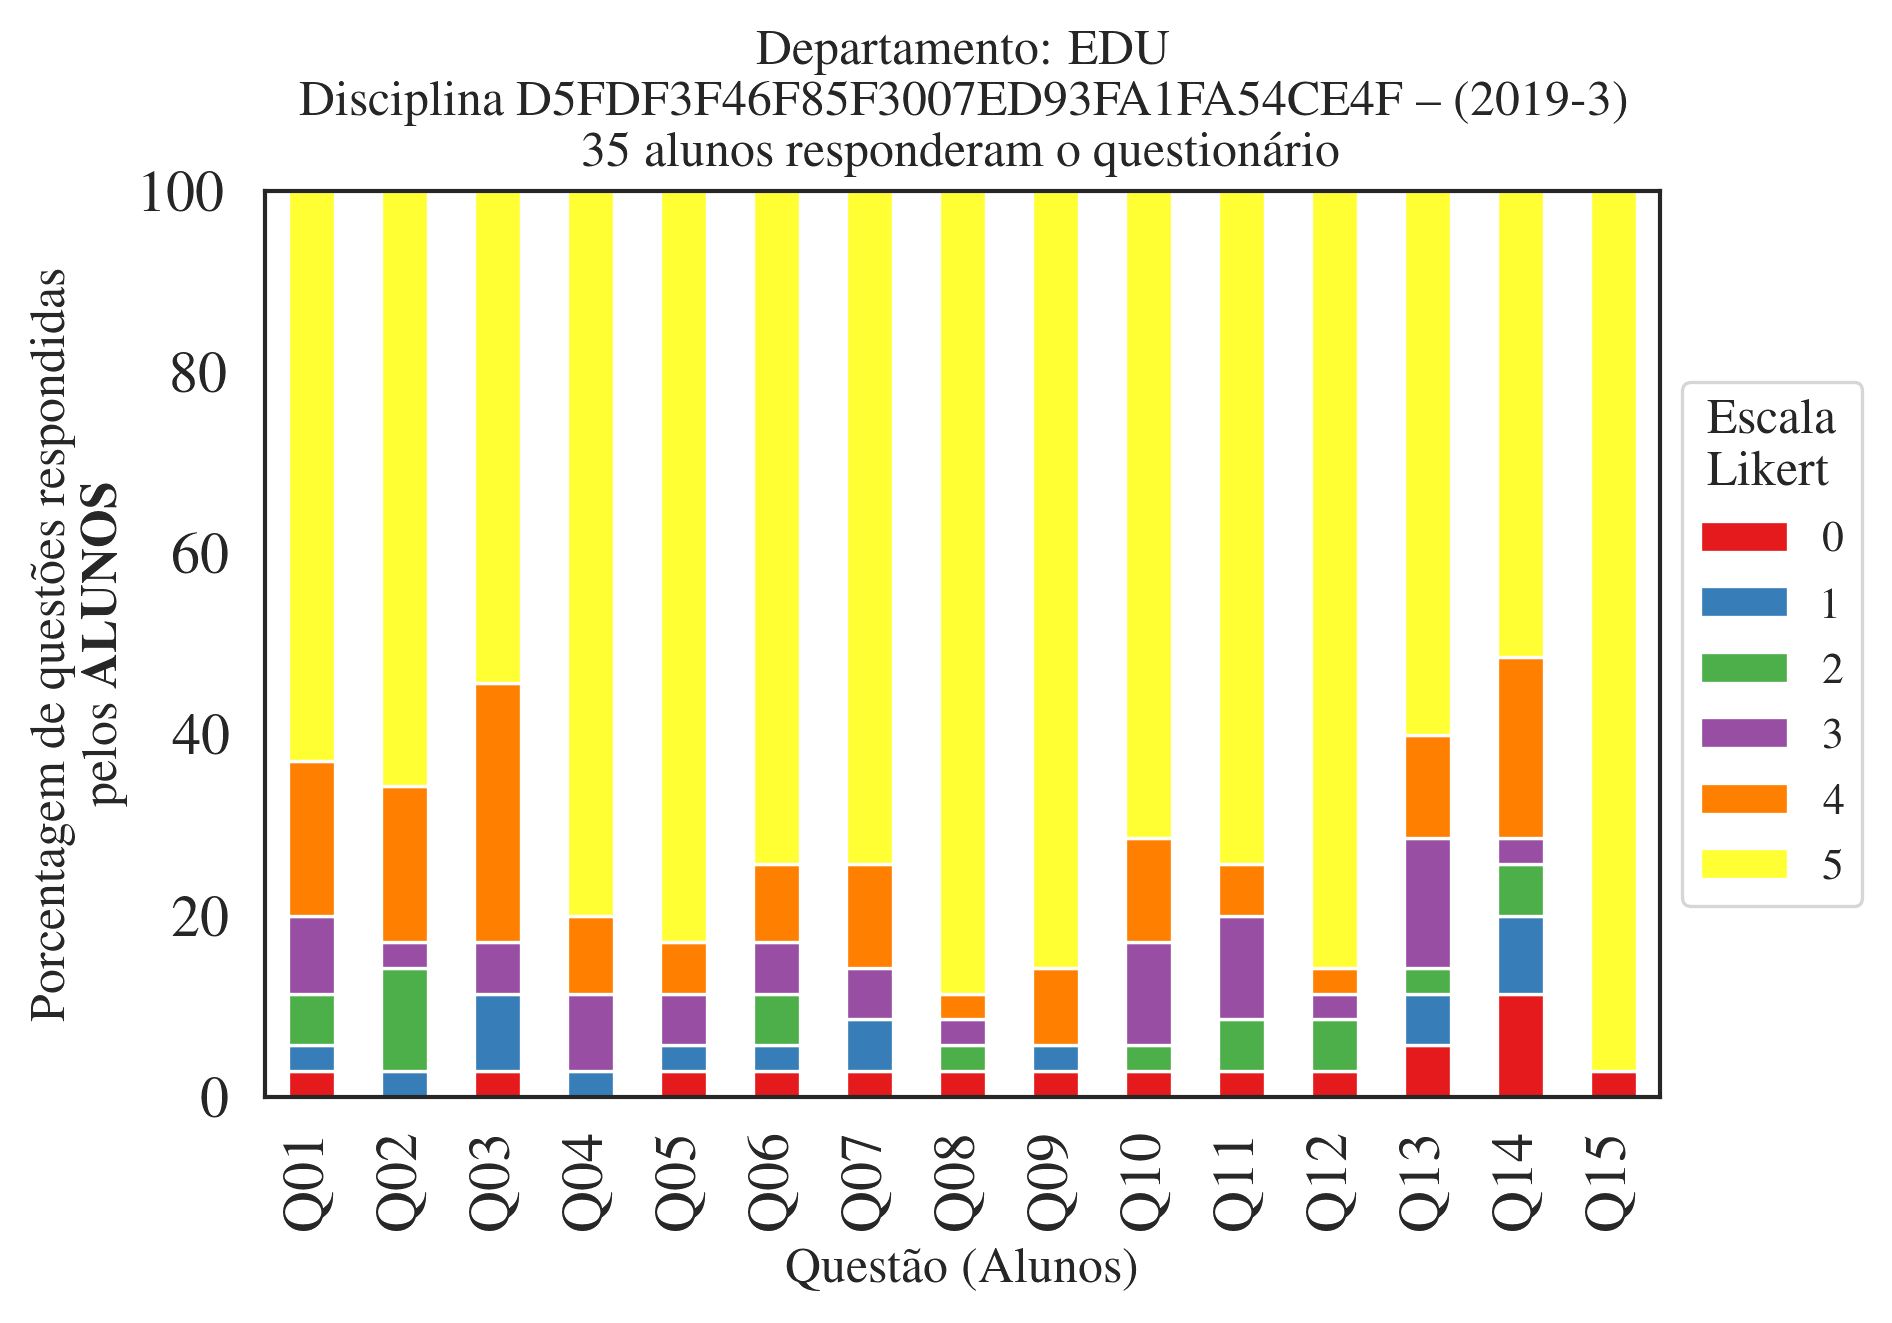 Departamento: EDU
Disciplina D5FDF3F46F85F3007ED93FA1FA54CE4F – (2019-3)
35 alunos responderam o questionário
Porcentagem de questões respondidas
pelos ALUNOS
100
80
60
40
20
0
Q01
Q02
Q03
Q04
Q05
Q06
Q07
Q08
Q09
Q10
Q11
Q12
Q13
Q14
Q15
Questão (Alunos)
Escala
Likert
0
1
2
3
4
5